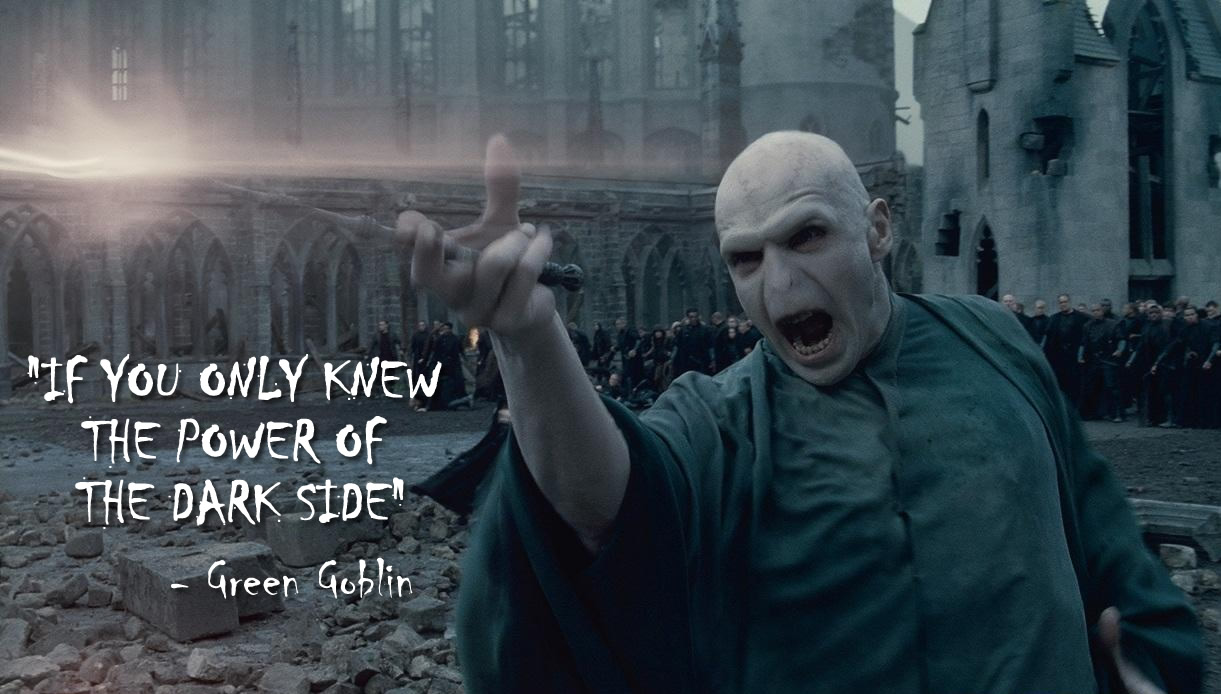 "IF YOU ONLY KNEW
THE POWER OF
THE DARK SIDE"
- Green Goblin